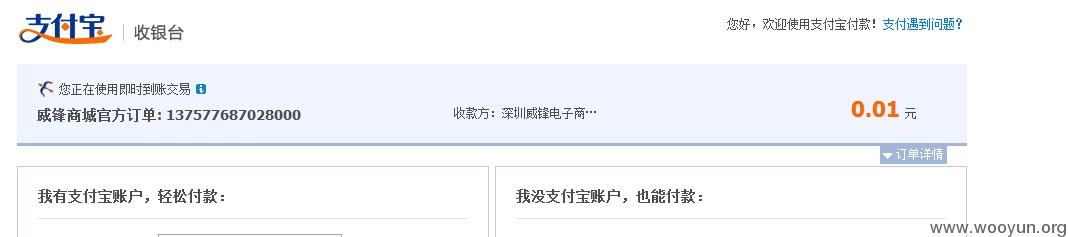 支付宝 收银台
您好，欢迎使用支付宝付款！支付遇到问题?
您正在使用即时到账交易
威锋商城官方订单: 137577687028000
收款方：深圳威锋电子商…
0.01 元
订单详情
我有支付宝账户，轻松付款：
我没支付宝账户，也能付款：
www.wooyun.org